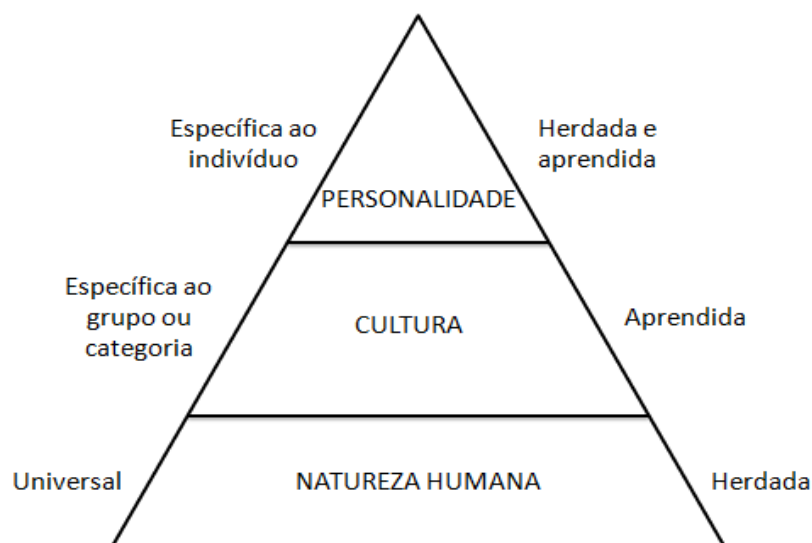 Específica ao
indivíduo
Herdada e
aprendida
PERSONALIDADE
Específica ao
grupo ou
categoria
CULTURA
Aprendida
Universal
NATUREZA HUMANA
Herdada